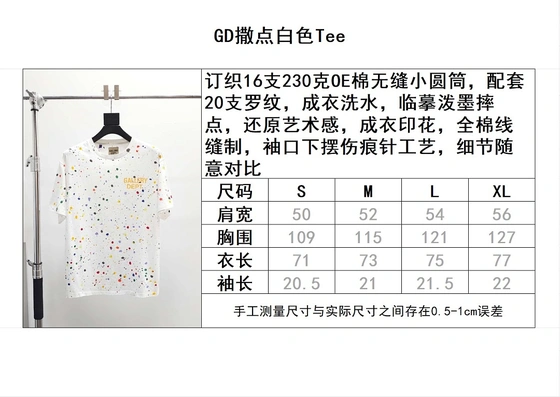 GD撒点白色Tee
订织16支230克OE棉无缝小圆筒，配套
20支罗纹，成衣洗水，临摹泼墨摔
点，还原艺术感，成衣印花，全棉线
缝制，袖口下摆伤痕针工艺，细节随
意对比
尺码 S M L XL
肩宽 50 52 54 56
胸围 109 115 121 127
衣长 71 73 75 77
袖长 20.5 21 21.5 22
手工测量尺寸与实际尺寸之间存在0.5-1cm误差
GALLERY
DEPT.